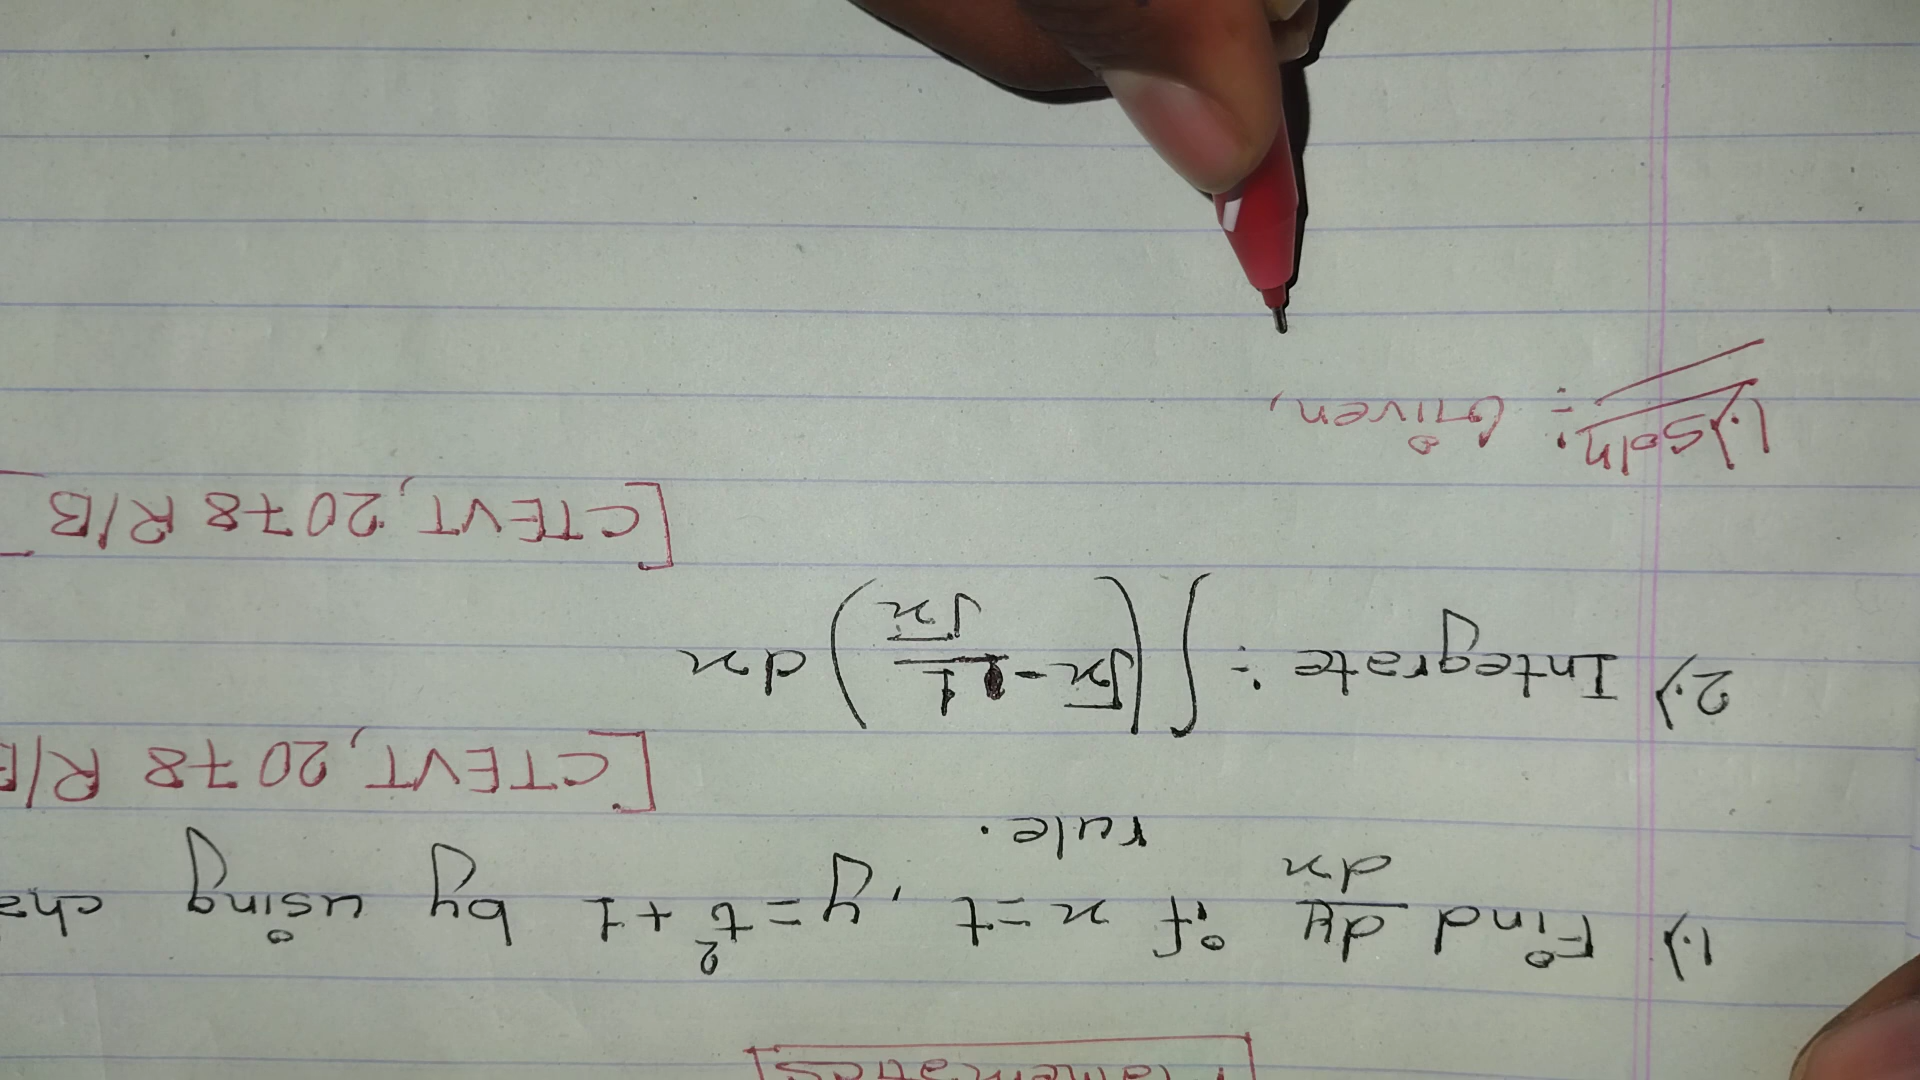 Mathematics
1.) Find dy/dx if x=t, y=t²+1 by using
rule.
[CTEVT, 2078 R/
2.) Integrate ÷ ∫(√x - 1/√x) dx
[CTEVT, 2078 R/B
1.) Soln: ÷ Given,